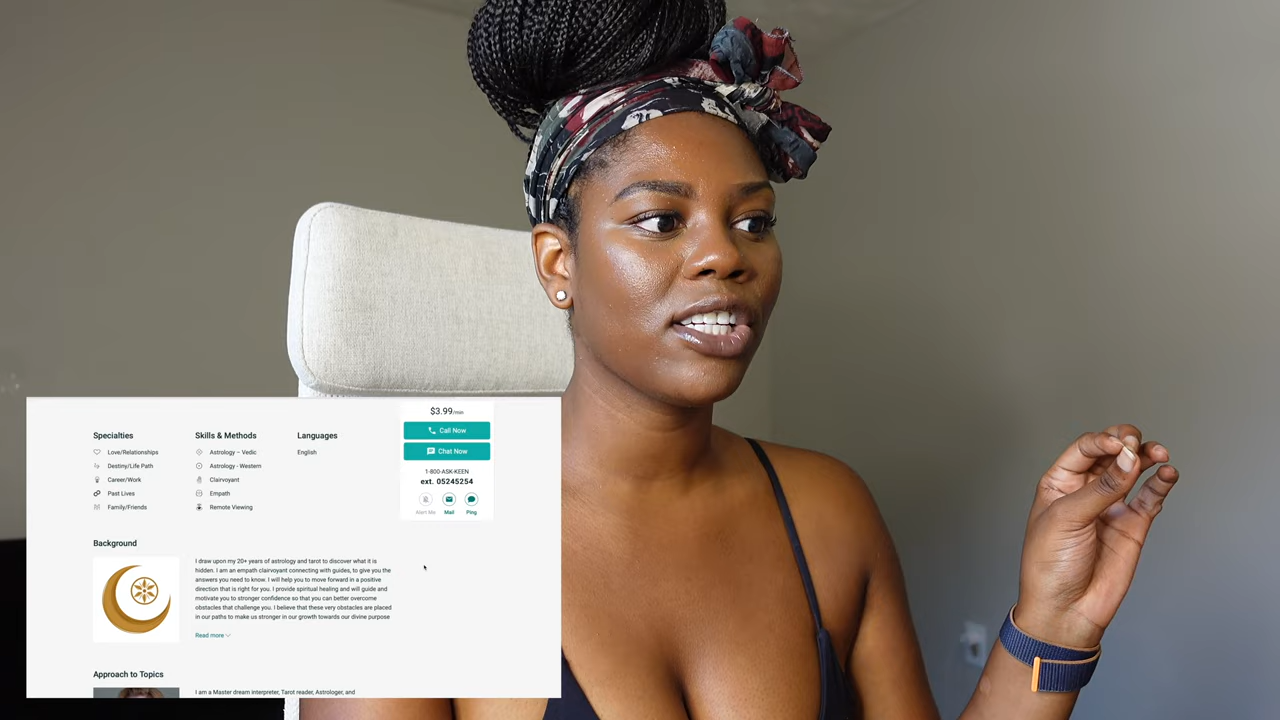 $3.99/min
Call Now
Chat Now
1-800-ASK-KEEN
ext. 05245254
Alert Me Mail Ping
Specialties
Love/Relationships
Destiny/Life Path
Career/Work
Past Lives
Family/Friends
Skills & Methods
Astrology – Vedic
Astrology - Western
Clairvoyant
Empath
Remote Viewing
Languages
English
Background
I draw upon my 20+ years of astrology and tarot to discover what it is
hidden. I am an empath clairvoyant connecting with guides, to give you the
answers you need to know. I will help you to move forward in a positive
direction that is right for you. I provide spiritual healing and will guide and
motivate you to stronger confidence so that you can better overcome
obstacles that challenge you. I believe that these very obstacles are placed
in our paths to make us stronger in our growth towards our divine purpose
Read more
Approach to Topics
I am a Master dream interpreter, Tarot reader, Astrologer, and